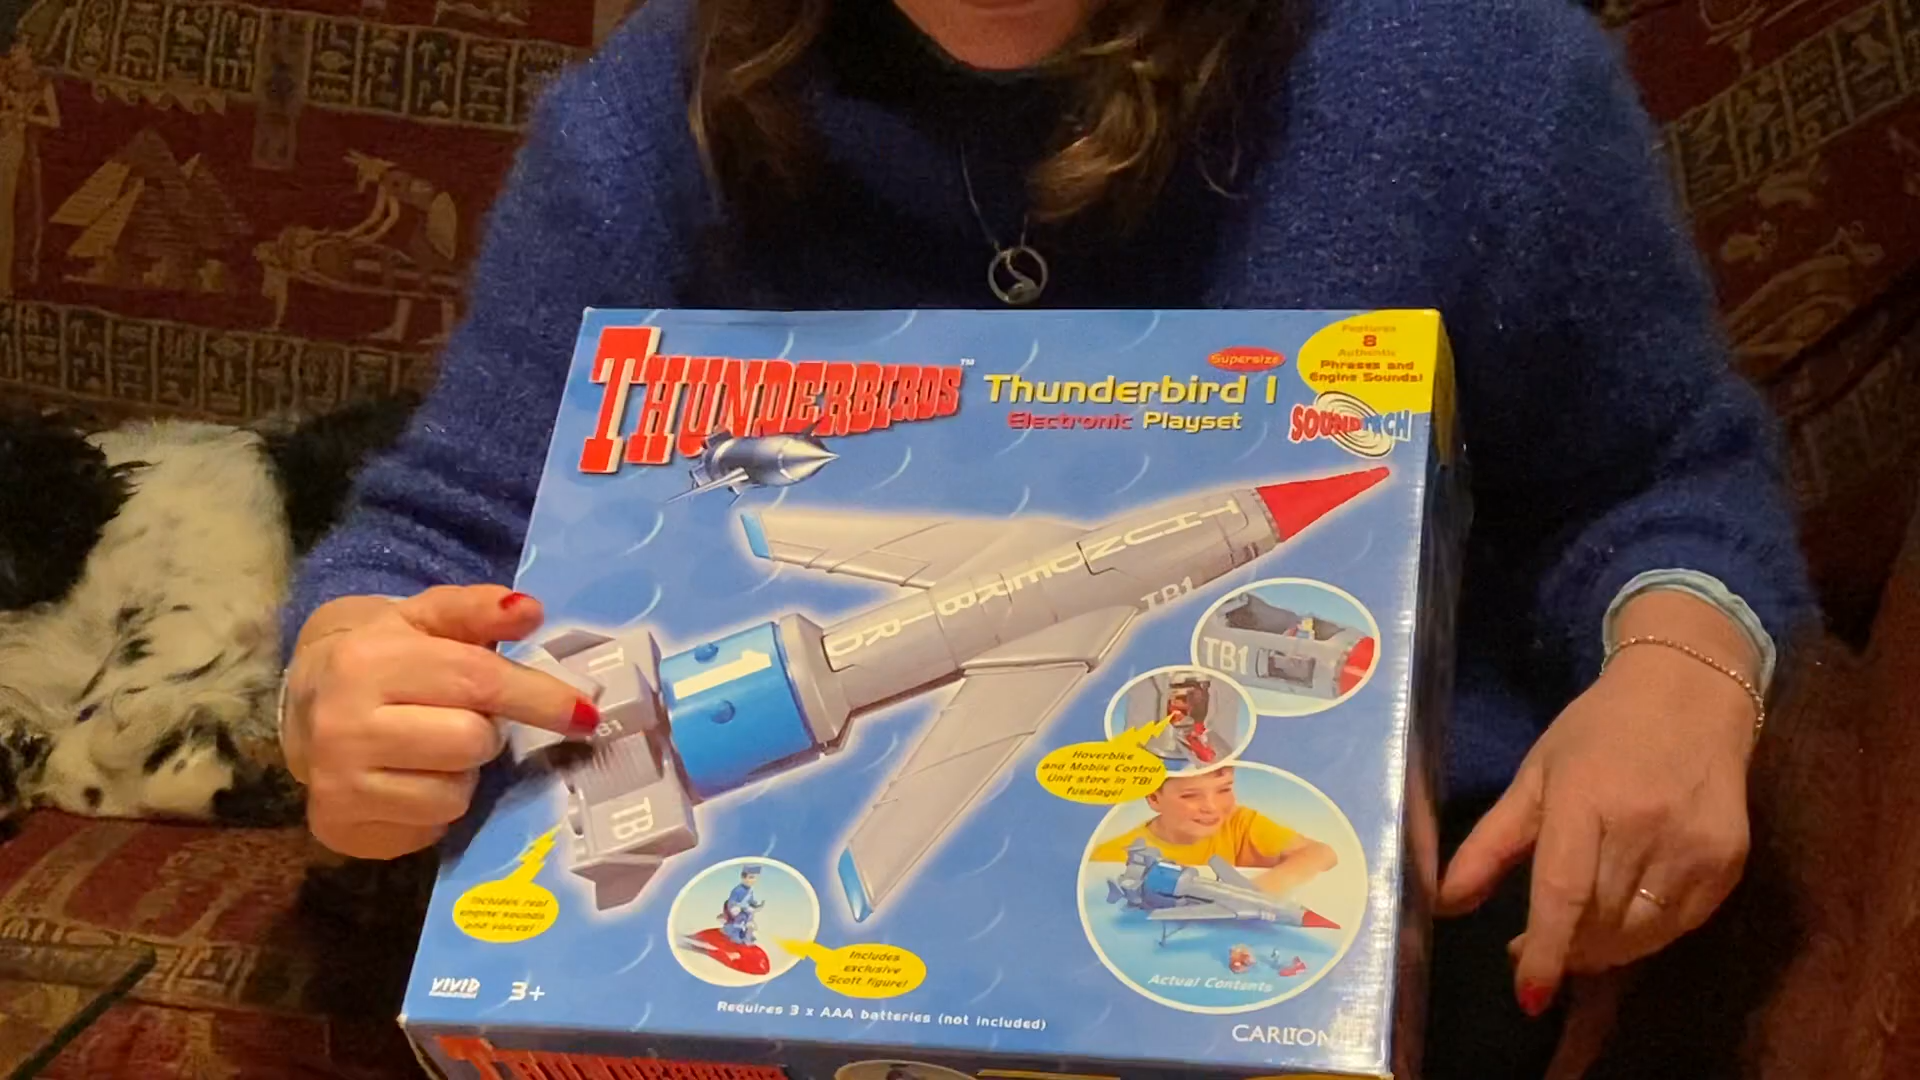 THUNDERBIRDS™
Supersize
Thunderbird 1
Electronic Playset
Features
8
Authentic
Phrases and
Engine Sounds!
SOUNDTECH
THUNDERBIRD
TB1
1
TB1
TB
Hoverbike
and Mobile Control
Unit store in TB1
fuselage!
Includes real
engine sounds
and voices!
Includes
exclusive
Scott figure!
Actual Contents
VIVID
3+
Requires 3 x AAA batteries (not included)
CARLTON
THUNDERBIRDS